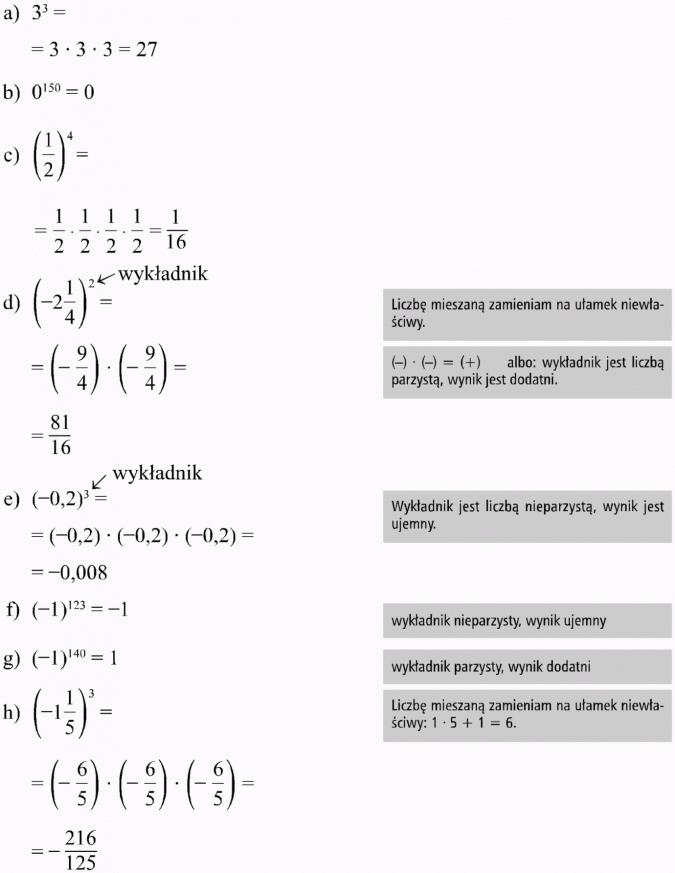 a) 3³ =
= 3 · 3 · 3 = 27
b) 0¹⁵⁰ = 0
c) (1/2)⁴ =
= 1/2 · 1/2 · 1/2 · 1/2 = 1/16
wykładnik
d) (−2 1/4)² =
Liczbę mieszaną zamieniam na ułamek niewła-
ściwy.
= (− 9/4) · (− 9/4) =
(−) · (−) = (+) albo: wykładnik jest liczbą
parzystą, wynik jest dodatni.
= 81/16
wykładnik
e) (−0,2)³ =
Wykładnik jest liczbą nieparzystą, wynik jest
ujemny.
= (−0,2) · (−0,2) · (−0,2) =
= −0,008
f) (−1)¹²³ = −1
wykładnik nieparzysty, wynik ujemny
g) (−1)¹⁴⁰ = 1
wykładnik parzysty, wynik dodatni
h) (−1 1/5)³ =
Liczbę mieszaną zamieniam na ułamek niewła-
ściwy: 1 · 5 + 1 = 6.
= (− 6/5) · (− 6/5) · (− 6/5) =
= − 216/125